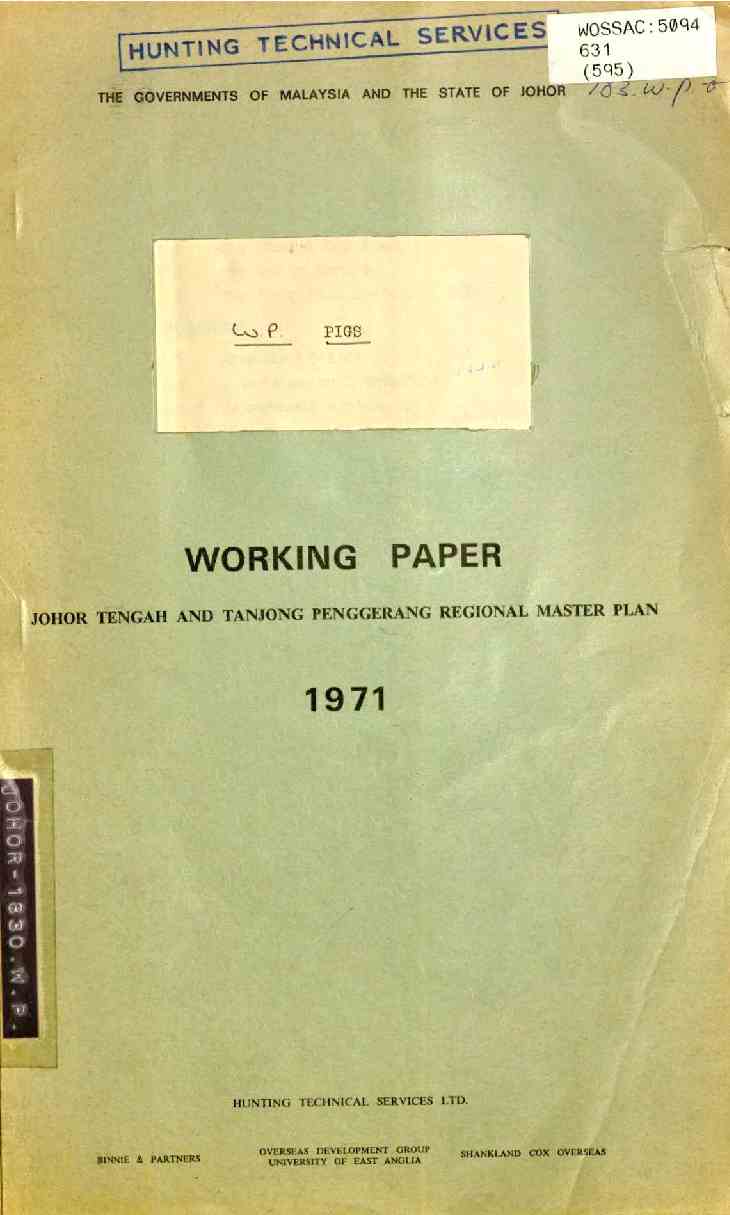 HUNTING TECHNICAL SERVICES
WOSSAC: 5094
631
(595)
THE GOVERNMENTS OF MALAYSIA AND THE STATE OF JOHOR
W.P. PIGS
WORKING PAPER
JOHOR TENGAH AND TANJONG PENGGERANG REGIONAL MASTER PLAN
1971
JOHOR-1830.W.P.
HUNTING TECHNICAL SERVICES LTD.
BINNIE & PARTNERS
OVERSEAS DEVELOPMENT GROUP
UNIVERSITY OF EAST ANGLIA
SHANKLAND COX OVERSEAS